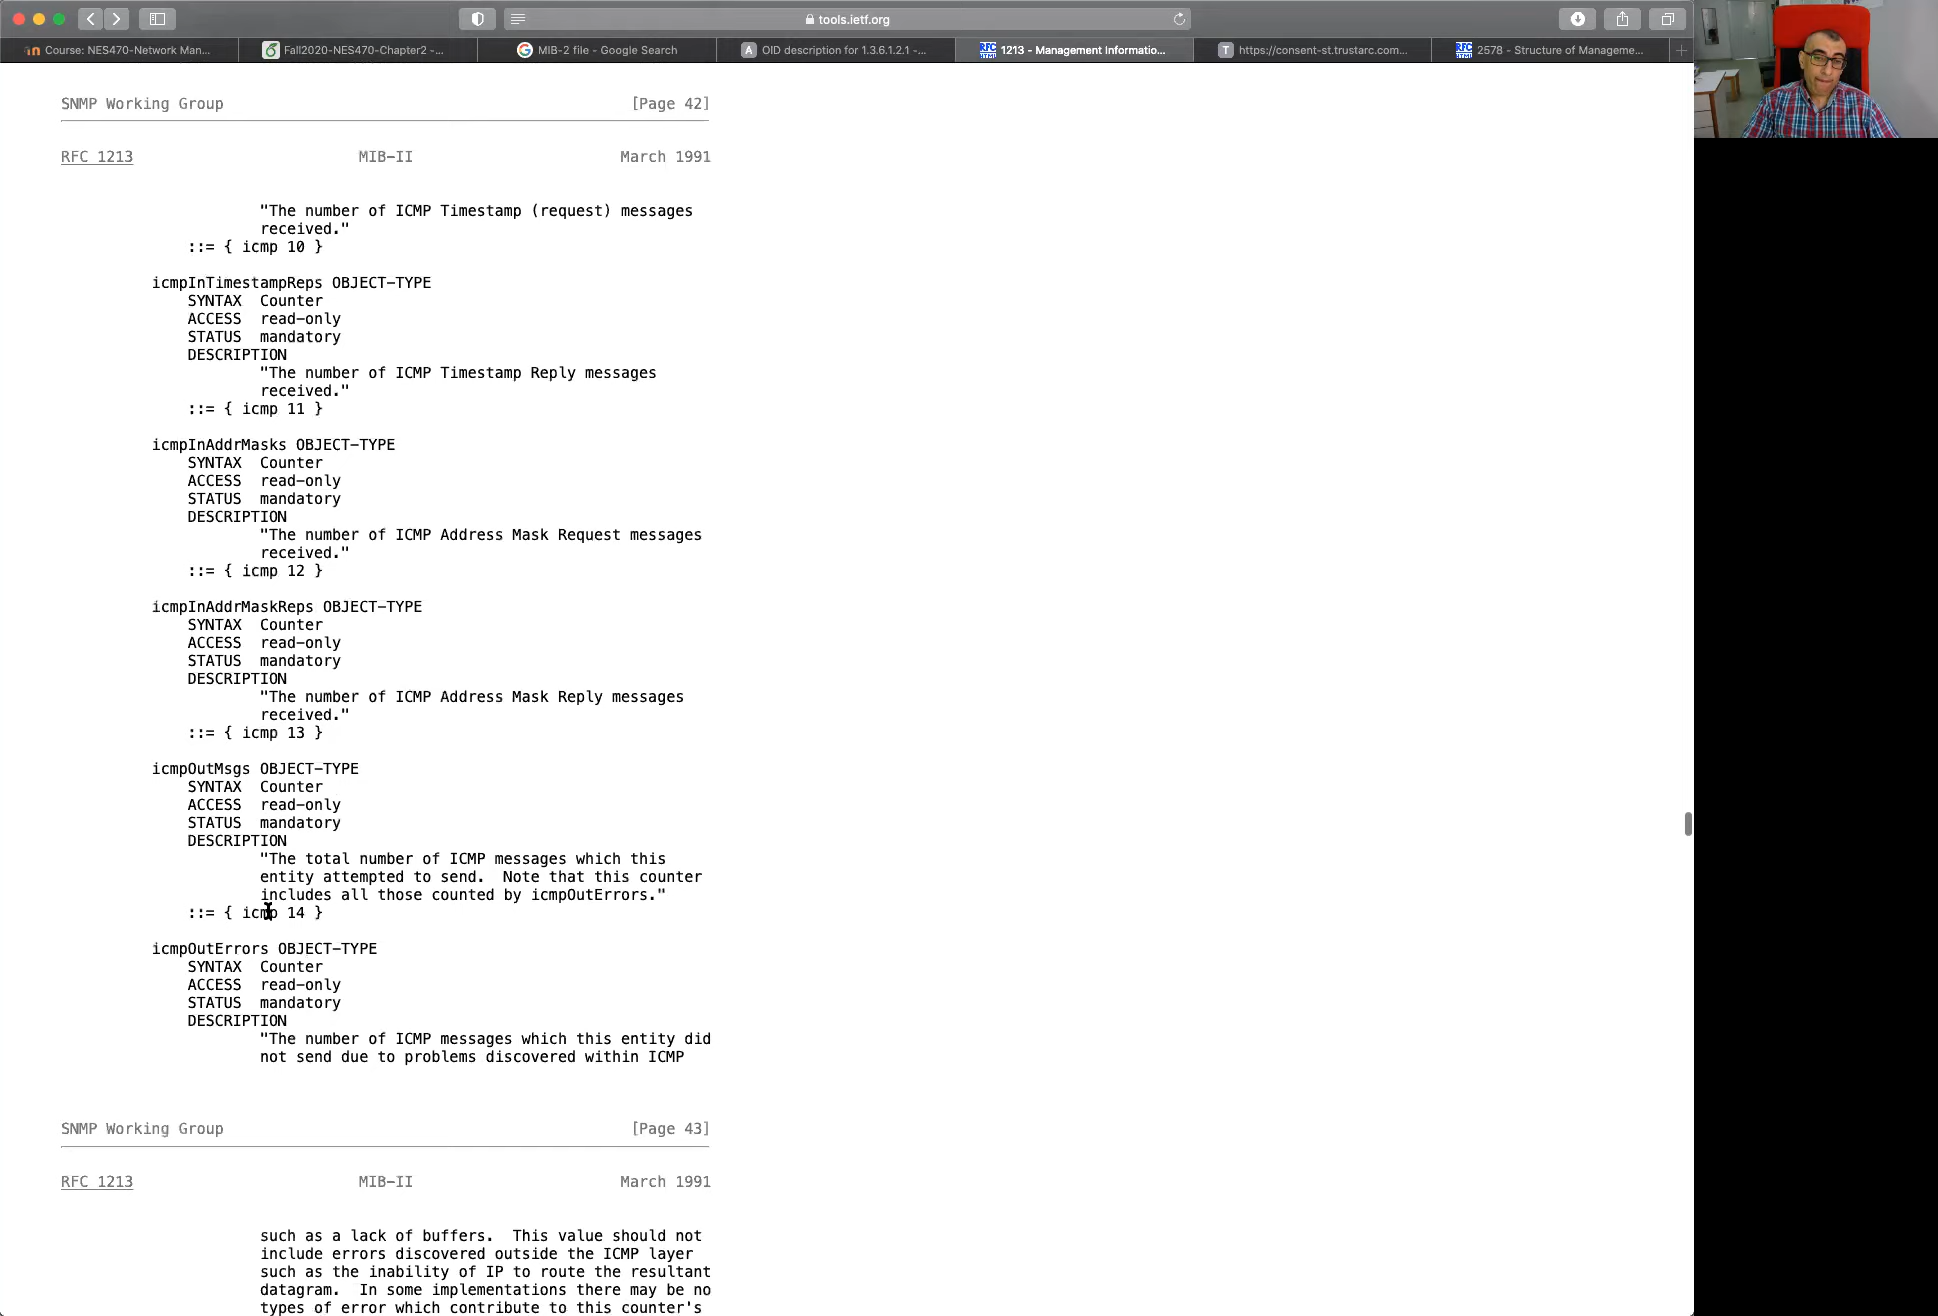 tools.ietf.org
Course: NES470-Network Man...
Fall2020-NES470-Chapter2 -...
MIB-2 file - Google Search
OID description for 1.3.6.1.2.1 -...
1213 - Management Informatio...
https://consent-st.trustarc.com...
2578 - Structure of Manageme...
SNMP Working Group [Page 42]
RFC 1213 MIB-II March 1991
"The number of ICMP Timestamp (request) messages
received."
::= { icmp 10 }
icmpInTimestampReps OBJECT-TYPE
SYNTAX Counter
ACCESS read-only
STATUS mandatory
DESCRIPTION
"The number of ICMP Timestamp Reply messages
received."
::= { icmp 11 }
icmpInAddrMasks OBJECT-TYPE
SYNTAX Counter
ACCESS read-only
STATUS mandatory
DESCRIPTION
"The number of ICMP Address Mask Request messages
received."
::= { icmp 12 }
icmpInAddrMaskReps OBJECT-TYPE
SYNTAX Counter
ACCESS read-only
STATUS mandatory
DESCRIPTION
"The number of ICMP Address Mask Reply messages
received."
::= { icmp 13 }
icmpOutMsgs OBJECT-TYPE
SYNTAX Counter
ACCESS read-only
STATUS mandatory
DESCRIPTION
"The total number of ICMP messages which this
entity attempted to send. Note that this counter
includes all those counted by icmpOutErrors."
::= { icmp 14 }
icmpOutErrors OBJECT-TYPE
SYNTAX Counter
ACCESS read-only
STATUS mandatory
DESCRIPTION
"The number of ICMP messages which this entity did
not send due to problems discovered within ICMP
SNMP Working Group [Page 43]
RFC 1213 MIB-II March 1991
such as a lack of buffers. This value should not
include errors discovered outside the ICMP layer
such as the inability of IP to route the resultant
datagram. In some implementations there may be no
types of error which contribute to this counter's